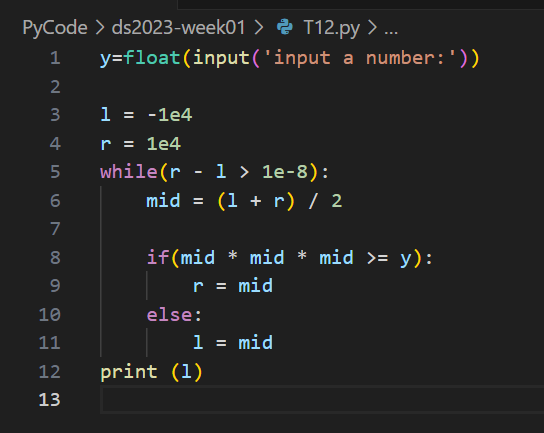 PyCode > ds2023-week01 > T12.py > ...
1 y=float(input('input a number:'))
2
3 l = -1e4
4 r = 1e4
5 while(r - l > 1e-8):
6     mid = (l + r) / 2
7
8     if(mid * mid * mid >= y):
9         r = mid
10     else:
11         l = mid
12 print (l)
13